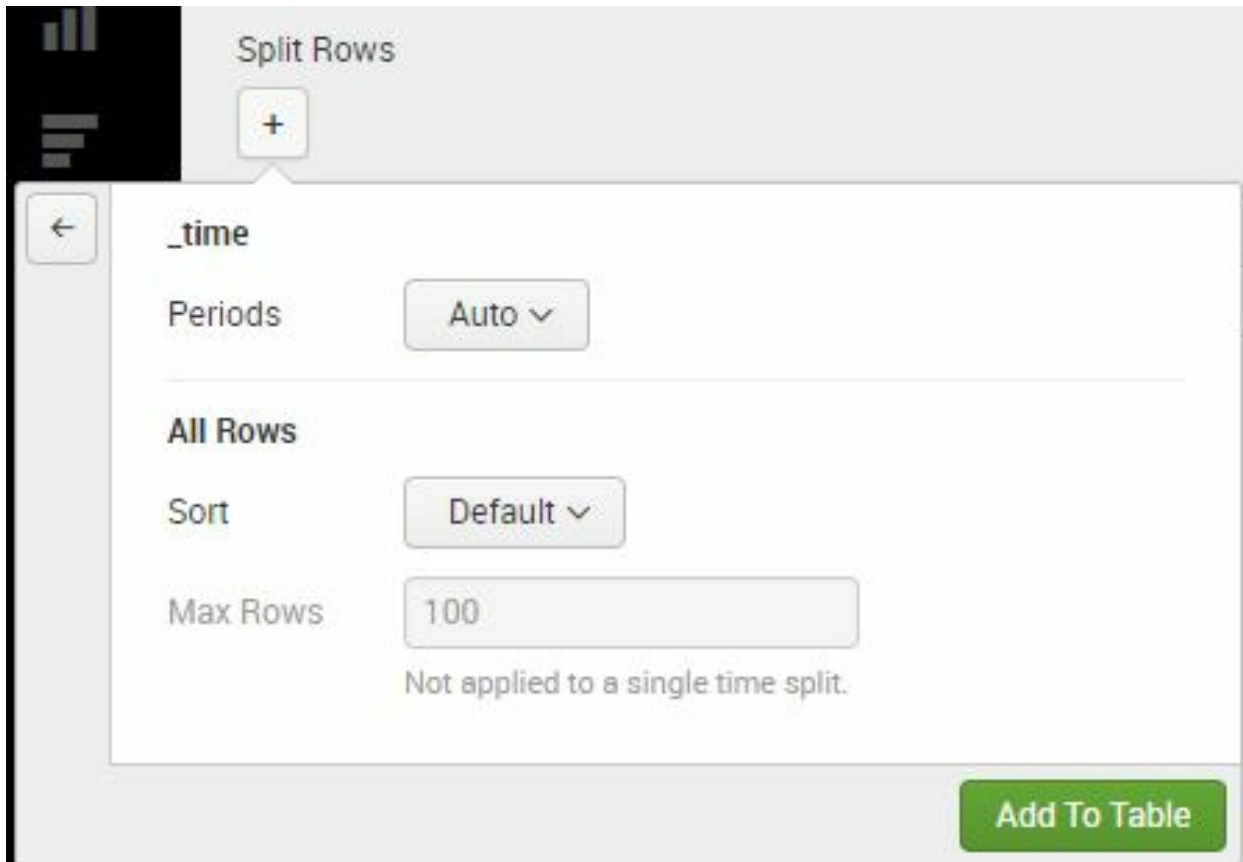 Split Rows
+
_time
Periods Auto
All Rows
Sort Default
Max Rows 100
Not applied to a single time split.
Add To Table